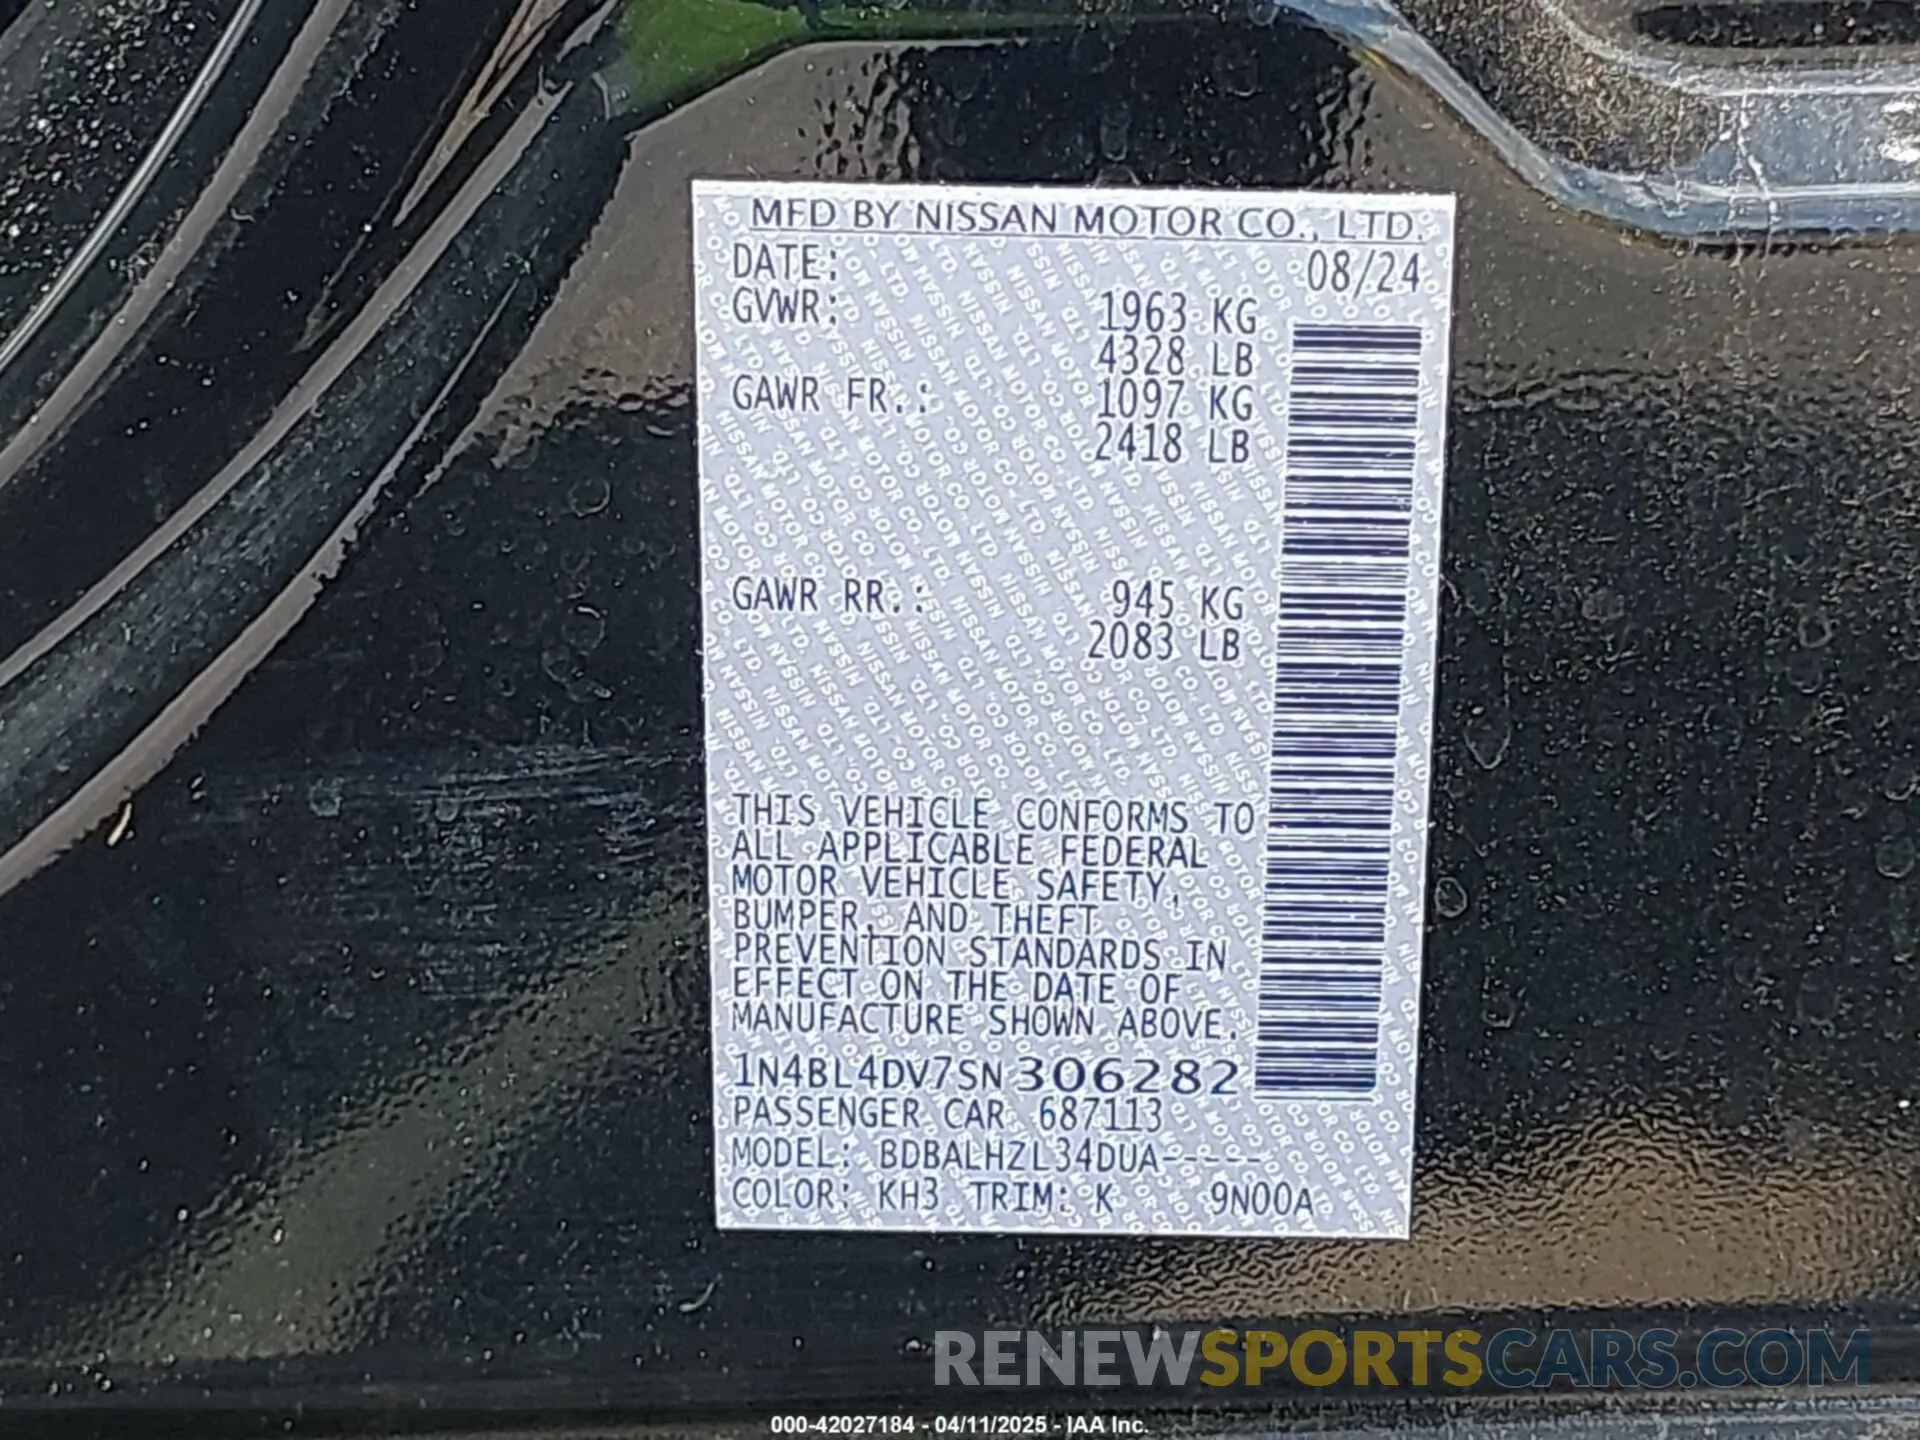 MFD BY NISSAN MOTOR CO., LTD.
DATE: 08/24
GVWR: 1963 KG
4328 LB
GAWR FR.: 1097 KG
2418 LB
GAWR RR.: 945 KG
2083 LB
THIS VEHICLE CONFORMS TO
ALL APPLICABLE FEDERAL
MOTOR VEHICLE SAFETY,
BUMPER, AND THEFT
PREVENTION STANDARDS IN
EFFECT ON THE DATE OF
MANUFACTURE SHOWN ABOVE.
1N4BL4DV7SN306282
PASSENGER CAR 687113
MODEL: BDBALHZL34DUA-----
COLOR: KH3 TRIM: K 9N00A
RENEWSPORTSCARS.COM
000-42027184 - 04/11/2025 - IAA Inc.